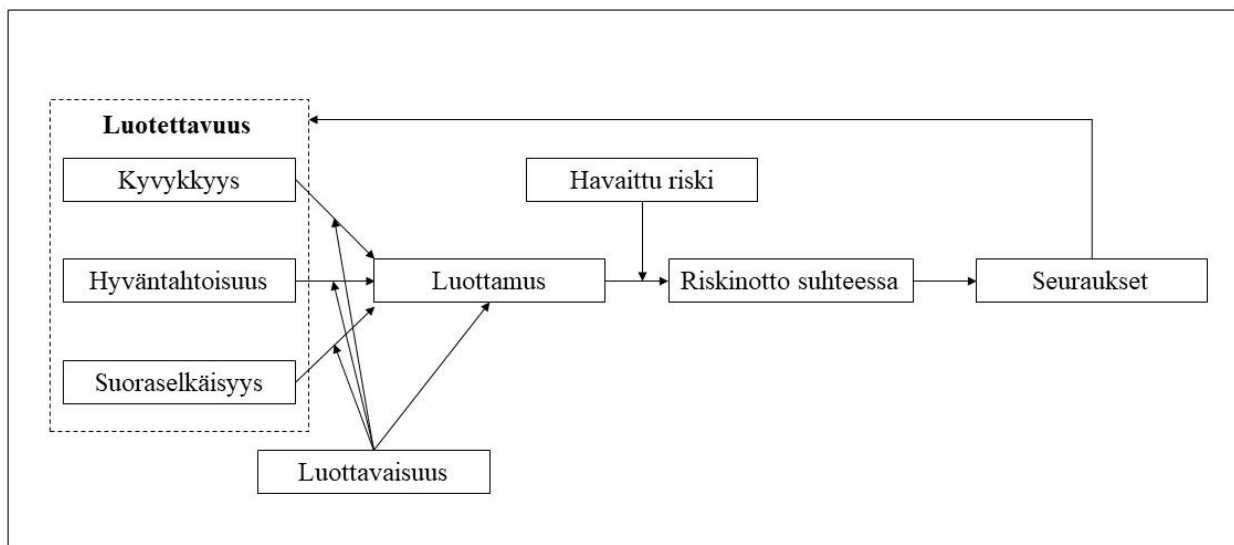 Luotettavuus
Kyvykkyys
Havaittu riski
Hyväntahtoisuus
Luottamus
Riskinotto suhteessa
Seuraukset
Suoraselkäisyys
Luottavaisuus